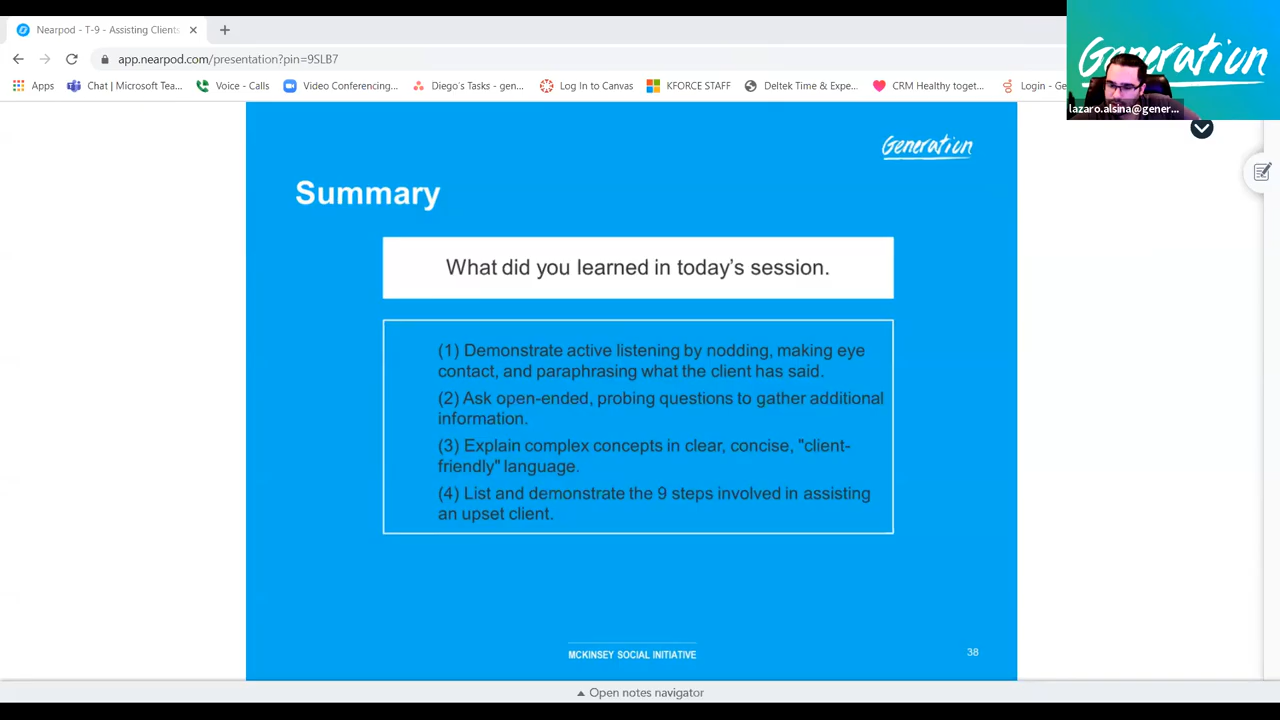 Nearpod - T-9 - Assisting Clients
app.nearpod.com/presentation?pin=9SLB7
Apps
Chat | Microsoft Tea...
Voice - Calls
Video Conferencing...
Diego's Tasks - gen...
Log In to Canvas
KFORCE STAFF
Deltek Time & Expe...
CRM Healthy toget...
Login - Ge
Generation
lazaro.alsina@gener...
Generation
Summary
What did you learned in today's session.
(1) Demonstrate active listening by nodding, making eye
contact, and paraphrasing what the client has said.
(2) Ask open-ended, probing questions to gather additional
information.
(3) Explain complex concepts in clear, concise, "client-
friendly" language.
(4) List and demonstrate the 9 steps involved in assisting
an upset client.
MCKINSEY SOCIAL INITIATIVE
38
Open notes navigator